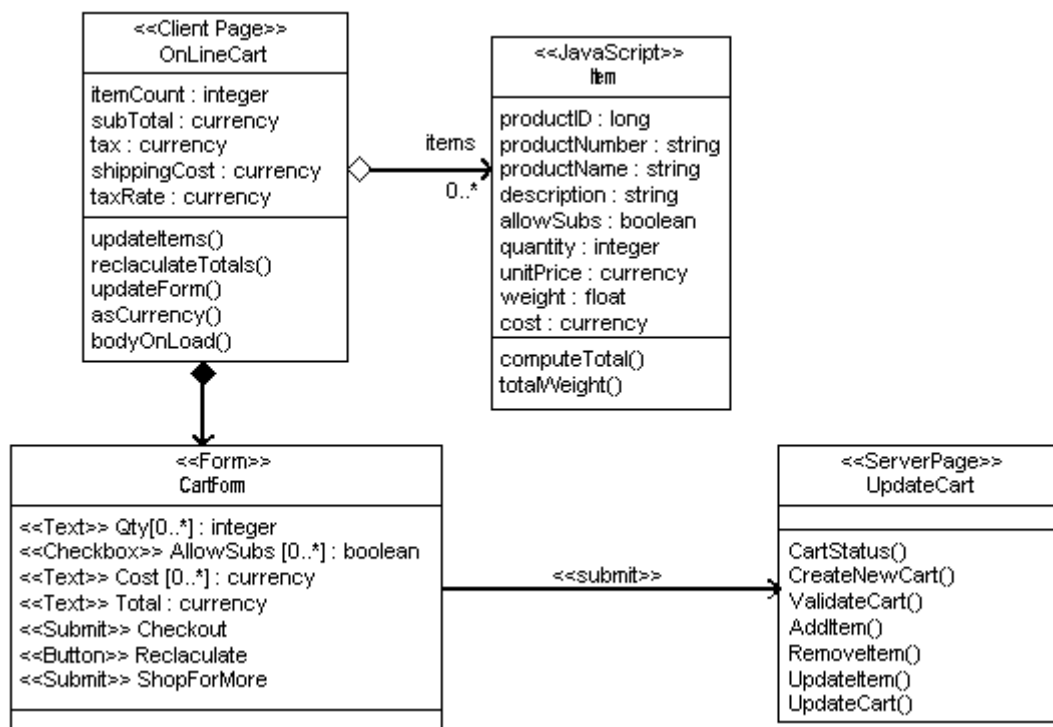 <<Client Page>>
OnLineCart
itemCount : integer
subTotal : currency
tax : currency
shippingCost : currency
taxRate : currency
updateItems()
reclaculateTotals()
updateForm()
asCurrency()
bodyOnLoad()
items
0..*
<<JavaScript>>
Item
productID : long
productNumber : string
productName : string
description : string
allowSubs : boolean
quantity : integer
unitPrice : currency
weight : float
cost : currency
computeTotal()
totalWeight()
<<Form>>
CartForm
<<Text>> Qty[0..*] : integer
<<Checkbox>> AllowSubs [0..*] : boolean
<<Text>> Cost [0..*] : currency
<<Text>> Total : currency
<<Submit>> Checkout
<<Button>> Reclaculate
<<Submit>> ShopForMore
<<submit>>
<<ServerPage>>
UpdateCart
CartStatus()
CreateNewCart()
ValidateCart()
AddItem()
RemoveItem()
UpdateItem()
UpdateCart()